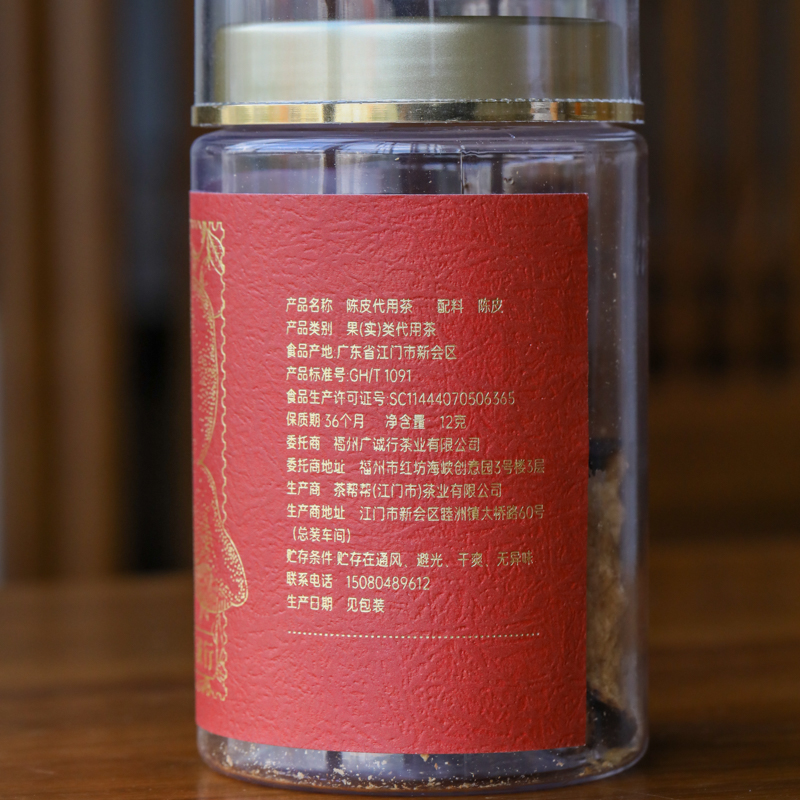 产品名称 陈皮代用茶 配料 陈皮
产品类别 果(实)类代用茶
食品产地:广东省江门市新会区
产品标准号:GH/T 1091
食品生产许可证号:SC11444070506365
保质期 36个月 净含量 12克
委托商 福州广诚行茶业有限公司
委托商地址 福州市红坊海峡创意园3号楼3层
生产商 茶帮帮(江门市)茶业有限公司
生产商地址 江门市新会区睦洲镇大桥路60号
(总装车间)
贮存条件 贮存在通风、避光、干爽、无异味
联系电话 15080489612
生产日期 见包装